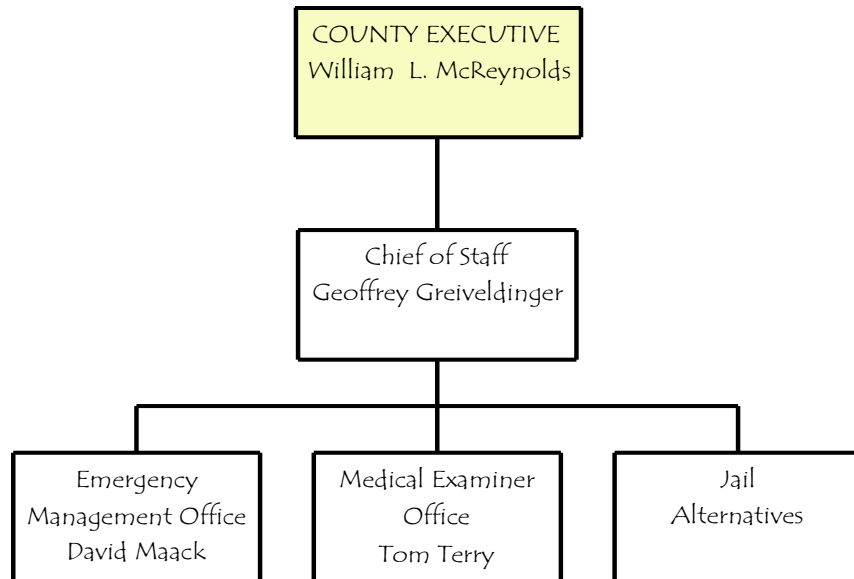 COUNTY EXECUTIVE
William L. McReynolds
Chief of Staff
Geoffrey Greiveldinger
Emergency
Management Office
David Maack
Medical Examiner
Office
Tom Terry
Jail
Alternatives